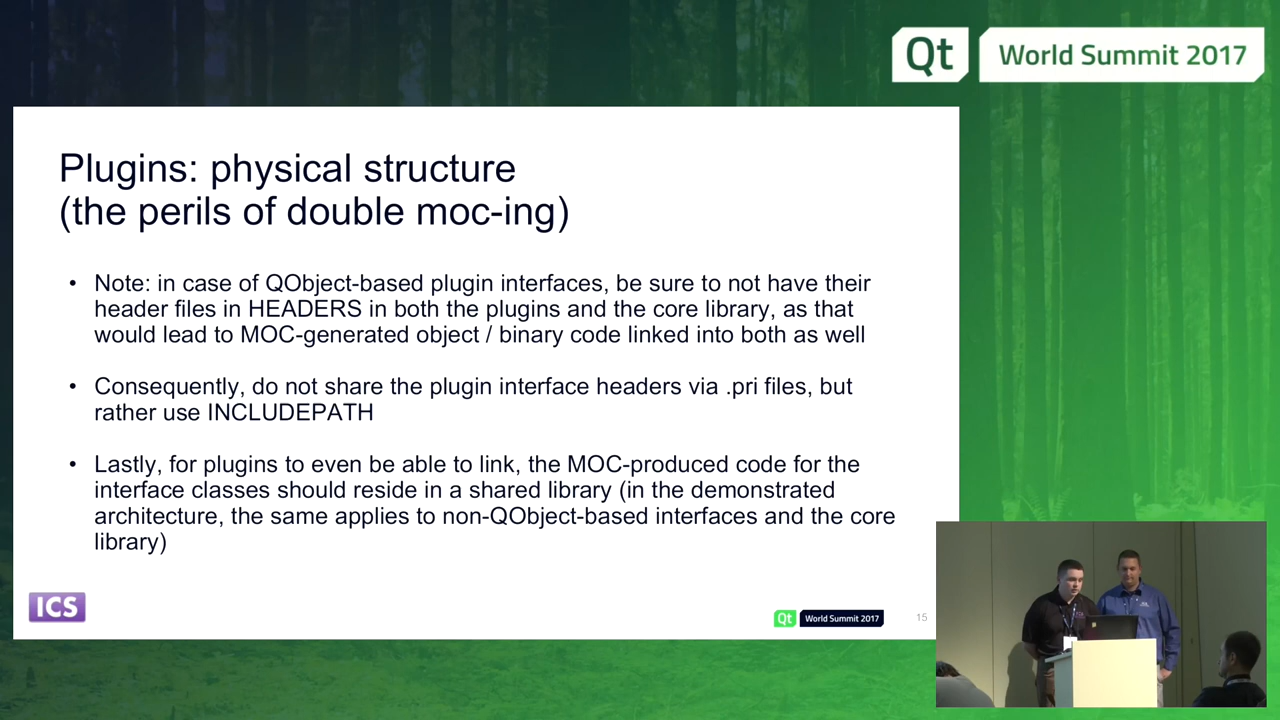 Qt World Summit 2017
Plugins: physical structure
(the perils of double moc-ing)
• Note: in case of QObject-based plugin interfaces, be sure to not have their
header files in HEADERS in both the plugins and the core library, as that
would lead to MOC-generated object / binary code linked into both as well
• Consequently, do not share the plugin interface headers via .pri files, but
rather use INCLUDEPATH
• Lastly, for plugins to even be able to link, the MOC-produced code for the
interface classes should reside in a shared library (in the demonstrated
architecture, the same applies to non-QObject-based interfaces and the core
library)
ICS
Qt World Summit 2017
15